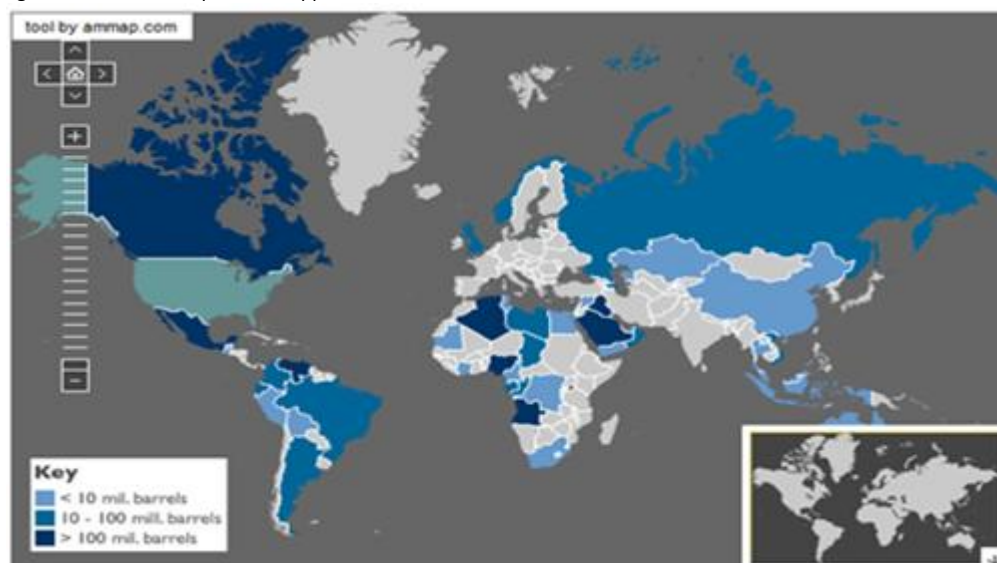 tool by ammap.com
Key
< 10 mil. barrels
10 - 100 mill. barrels
> 100 mil. barrels